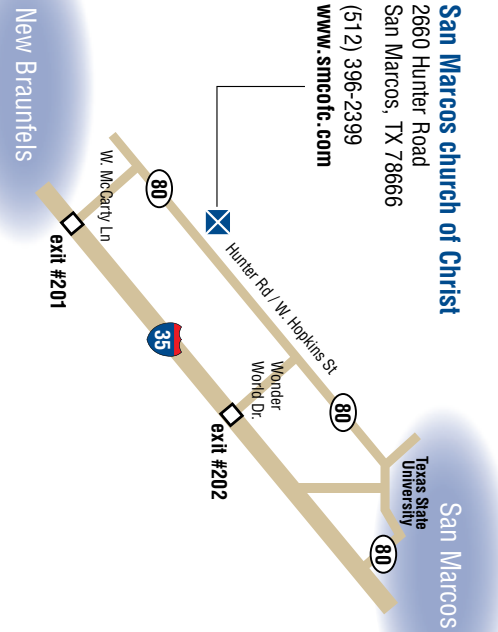 San Marcos church of Christ
2660 Hunter Road
San Marcos, TX 78666
(512) 396-2399
www.smcofc.com
San Marcos
Texas State
University
80
80
Hunter Rd / W. Hopkins St
Wonder
World Dr.
exit #202
35
80
W. McCarty Ln
exit #201
New Braunfels